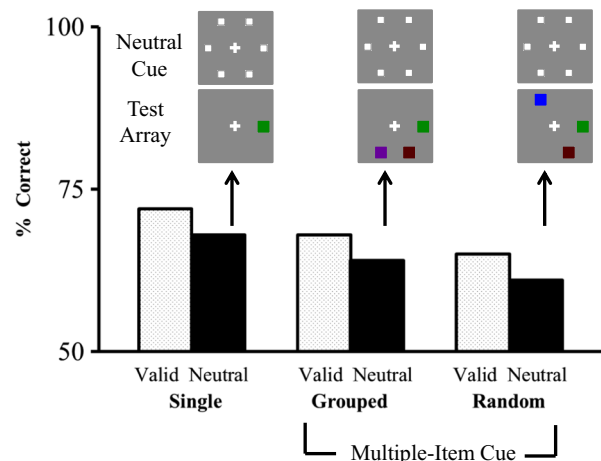 100
Neutral
Cue
Test
Array
75
% Correct
50
Valid Neutral Valid Neutral Valid Neutral
Single Grouped Random
Multiple-Item Cue